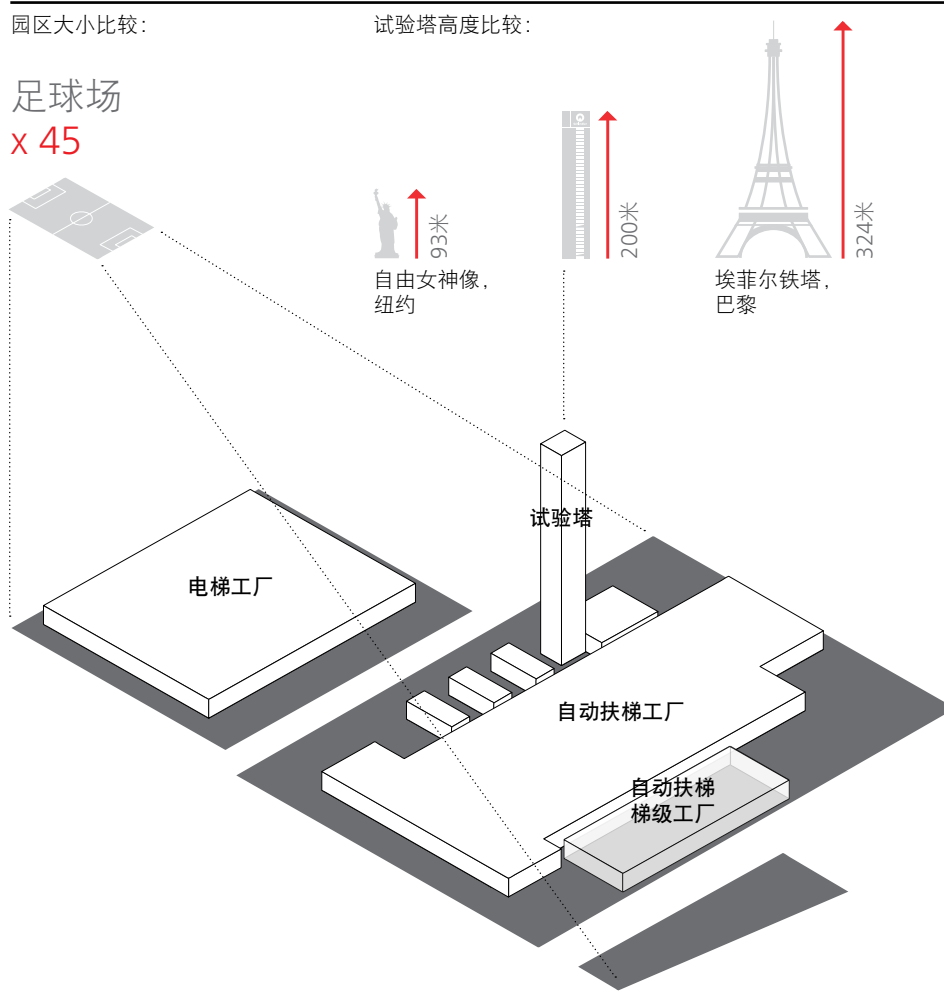 园区大小比较：
试验塔高度比较：
足球场
x 45
93米
200米
324米
自由女神像，
纽约
埃菲尔铁塔，
巴黎
试验塔
电梯工厂
自动扶梯工厂
自动扶梯
梯级工厂